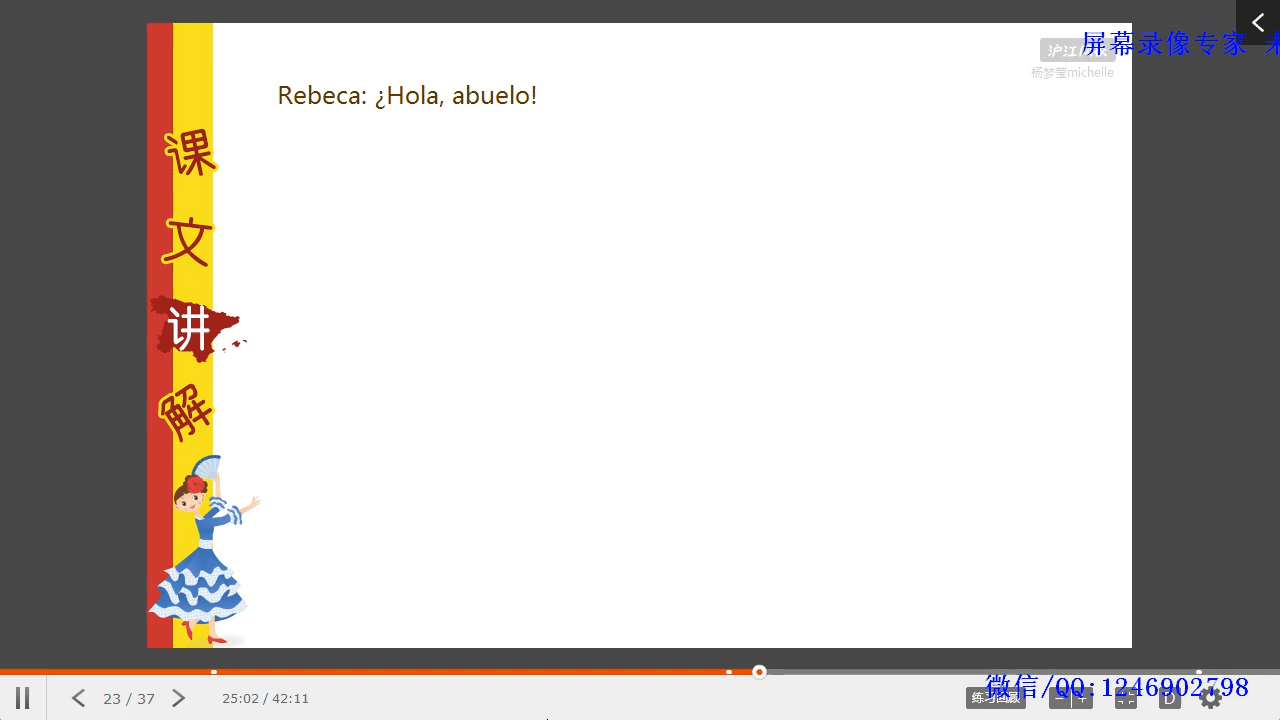 屏幕录像专家
沪江
杨梦莹michelle
Rebeca: ¿Hola, abuelo!
课
文
讲
解
23 / 37
25:02 / 42:11
微信/QQ:1246902798
D